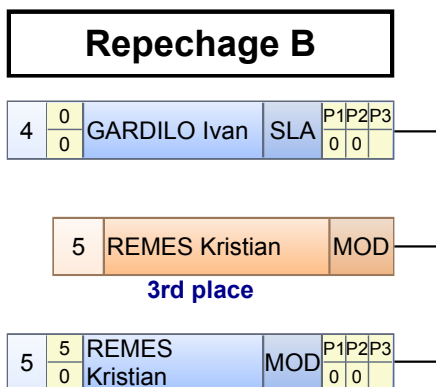 Repechage B
4 0 GARDILO Ivan SLA P1 P2 P3
0 0 0
5 REMES Kristian MOD
3rd place
5 5 REMES MOD P1 P2 P3
0 Kristian 0 0